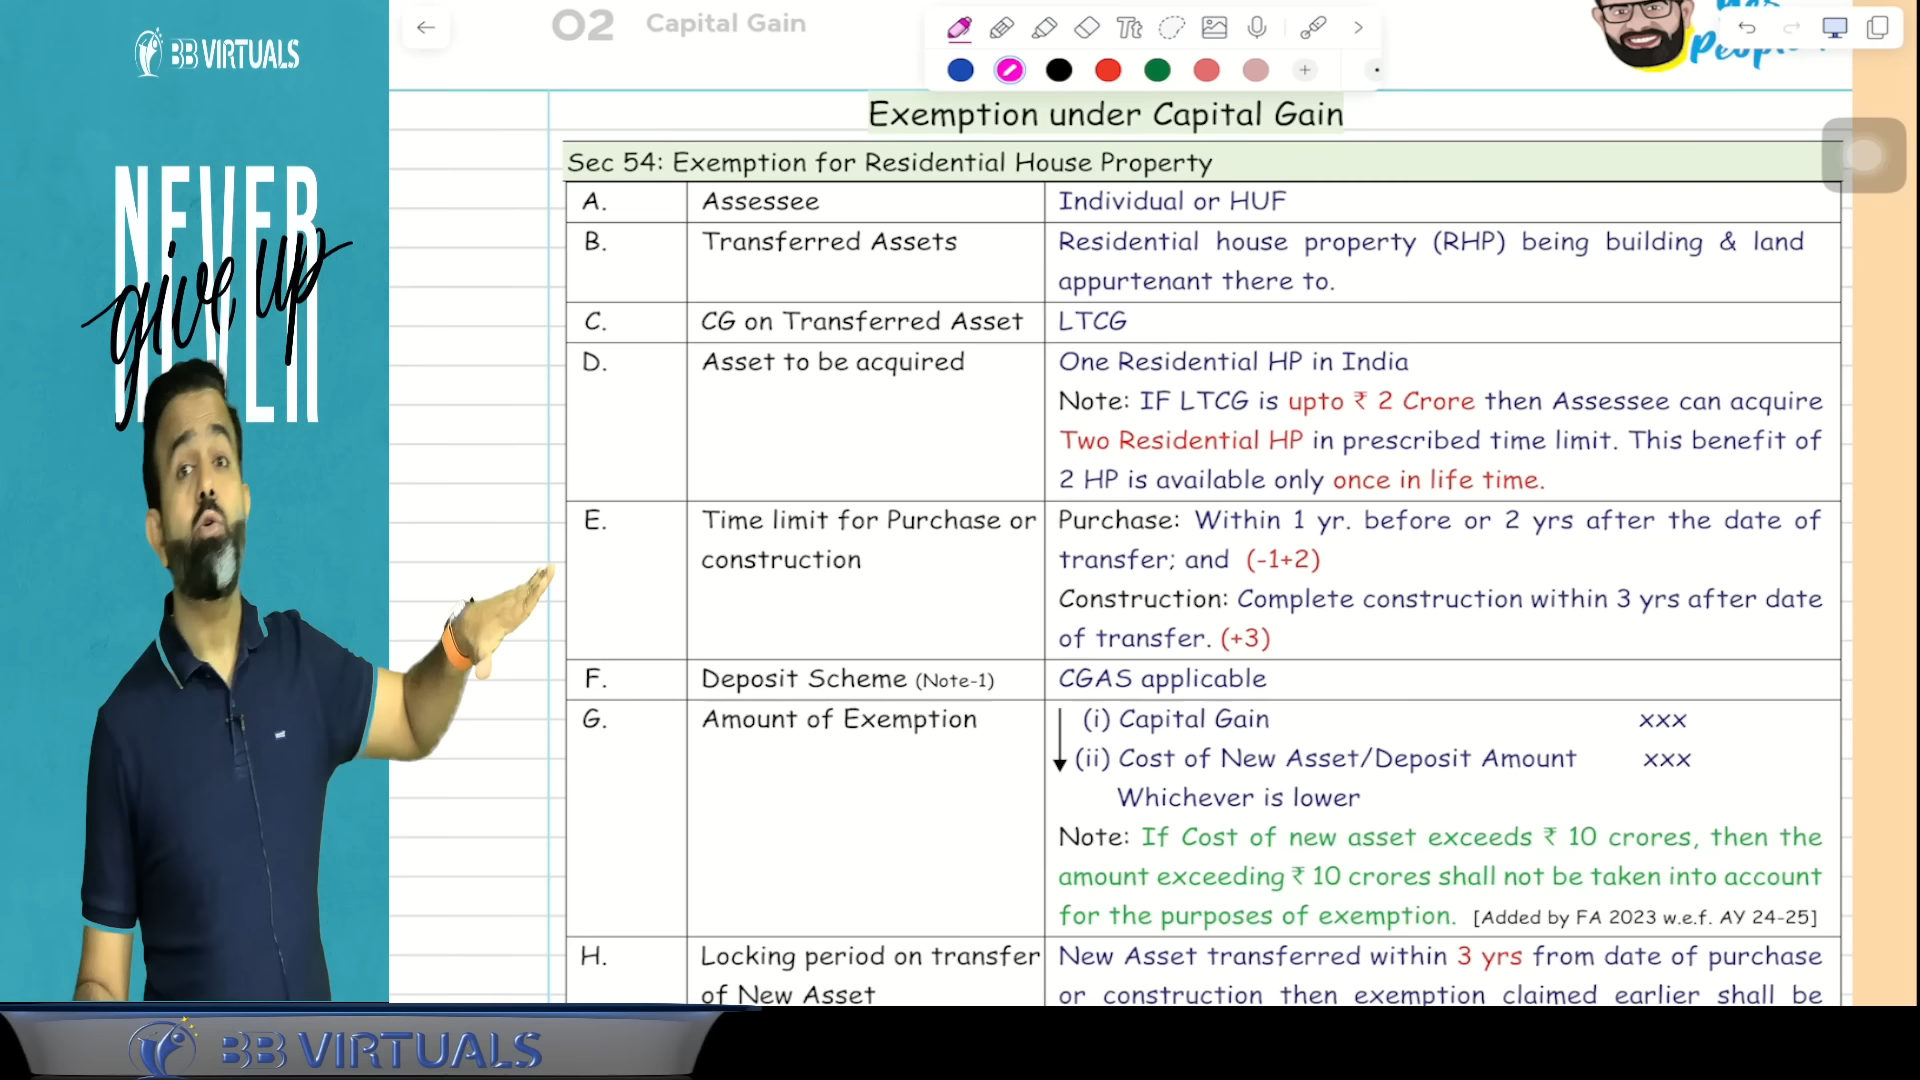 BB VIRTUALS
NEVER
give up
NEVER
02 Capital Gain
Tt
People
Exemption under Capital Gain
Sec 54: Exemption for Residential House Property
A. Assessee Individual or HUF
B. Transferred Assets Residential house property (RHP) being building & land
appurtenant there to.
C. CG on Transferred Asset LTCG
D. Asset to be acquired One Residential HP in India
Note: IF LTCG is upto ₹ 2 Crore then Assessee can acquire
Two Residential HP in prescribed time limit. This benefit of
2 HP is available only once in life time.
E. Time limit for Purchase or Purchase: Within 1 yr. before or 2 yrs after the date of
construction transfer; and (-1+2)
Construction: Complete construction within 3 yrs after date
of transfer. (+3)
F. Deposit Scheme (Note-1) CGAS applicable
G. Amount of Exemption (i) Capital Gain xxx
(ii) Cost of New Asset/Deposit Amount xxx
Whichever is lower
Note: If Cost of new asset exceeds ₹ 10 crores, then the
amount exceeding ₹ 10 crores shall not be taken into account
for the purposes of exemption. [Added by FA 2023 w.e.f. AY 24-25]
H. Locking period on transfer New Asset transferred within 3 yrs from date of purchase
of New Asset or construction then exemption claimed earlier shall be
BB VIRTUALS